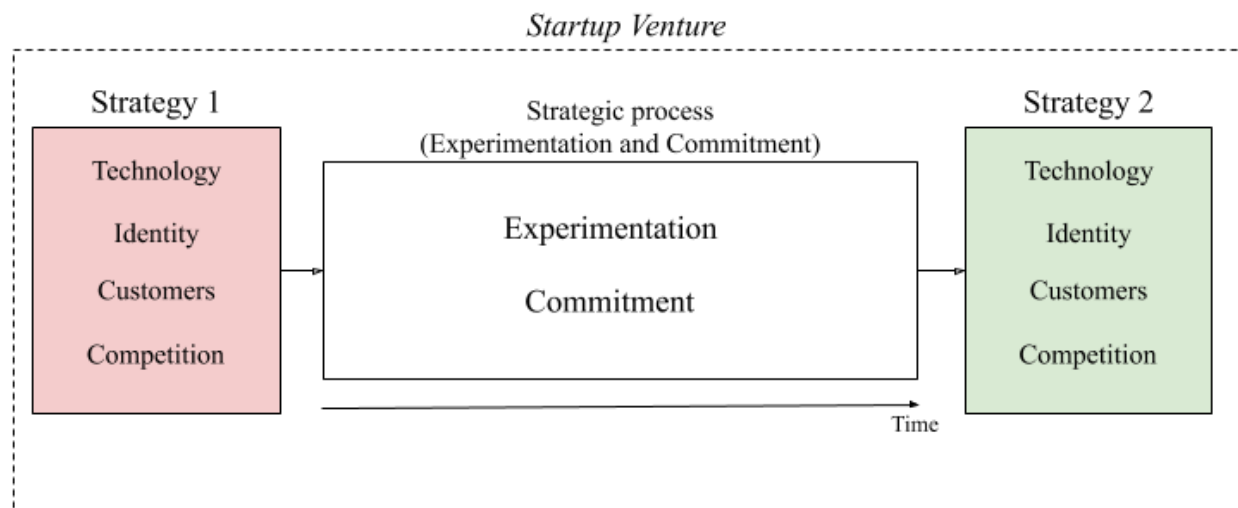 Startup Venture
Strategy 1
Technology
Identity
Customers
Competition
Strategic process
(Experimentation and Commitment)
Experimentation
Commitment
Time
Strategy 2
Technology
Identity
Customers
Competition